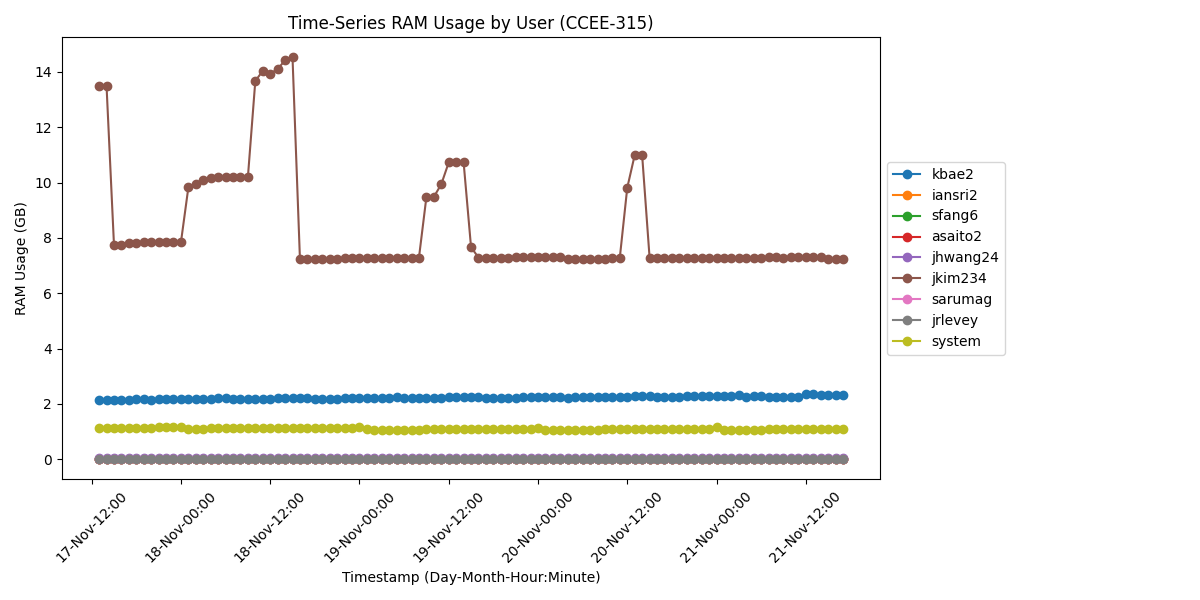 Time-Series RAM Usage by User (CCEE-315)
RAM Usage (GB)
14
12
10
8
6
4
2
0
17-Nov-12:00
18-Nov-00:00
18-Nov-12:00
19-Nov-00:00
19-Nov-12:00
20-Nov-00:00
20-Nov-12:00
21-Nov-00:00
21-Nov-12:00
Timestamp (Day-Month-Hour:Minute)
kbae2
iansri2
sfang6
asaito2
jhwang24
jkim234
sarumag
jrlevey
system